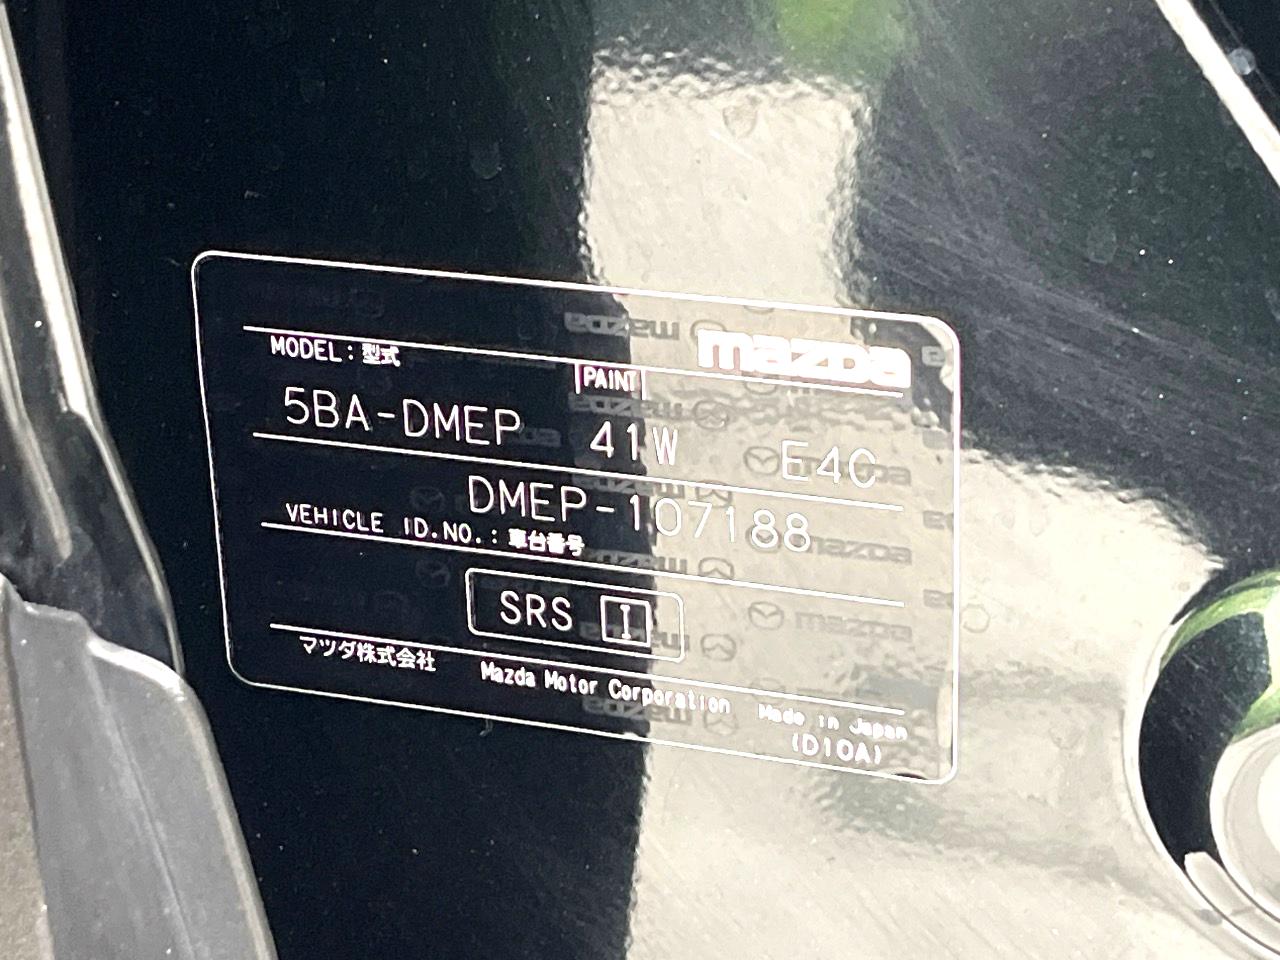 mazda
MODEL : 型式
PAINT
5BA-DMEP 41W E4C
DMEP-107188
VEHICLE ID.NO. : 車台番号
SRS I
マツダ株式会社 Mazda Motor Corporation Made in Japan
(D10A)